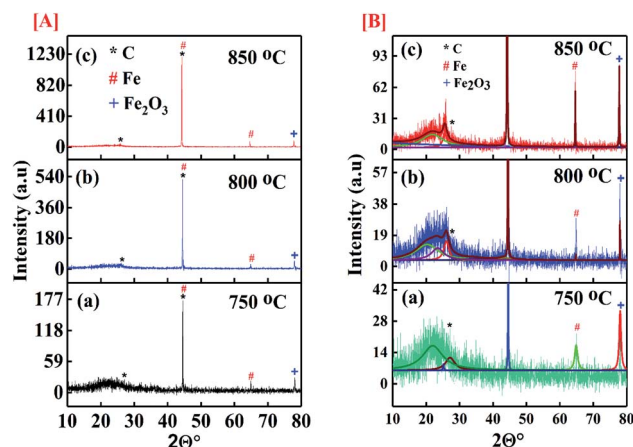 [A]
(c) # * 850 ºC
* C
# Fe
+ Fe2O3
1230
820
410
0
* # +
(b) # * 800 ºC
540
360
180
0
* # +
(a) # * 750 ºC
177
118
59
0
* # +
10 20 30 40 50 60 70 80
2Θ°
Intensity (a.u)
[B]
(c) 850 ºC
* C
# Fe
+ Fe2O3
93
62
31
0
* # +
(b) 800 ºC
57
38
19
0
* # +
(a) 750 ºC
42
28
14
0
* # +
10 20 30 40 50 60 70 80
2Θ°
Intensity (a.u)